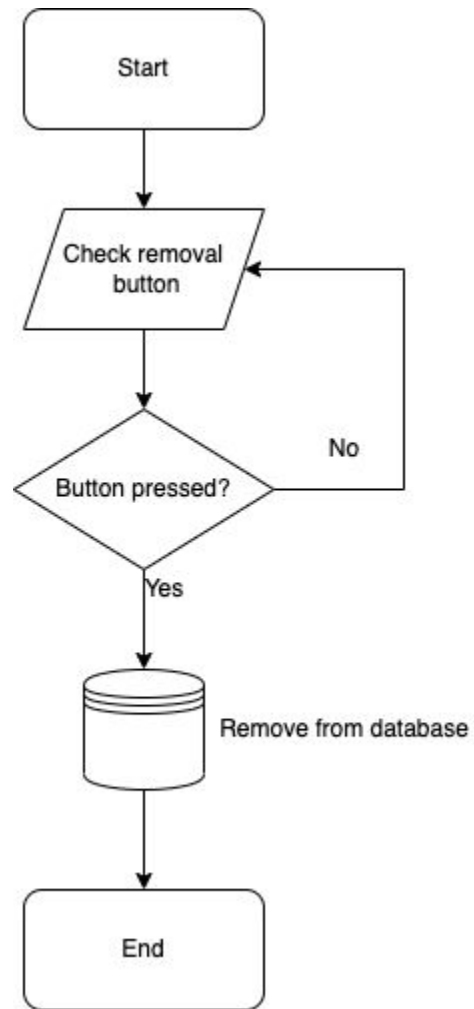 Start
Check removal
button
No
Button pressed?
Yes
Remove from database
End